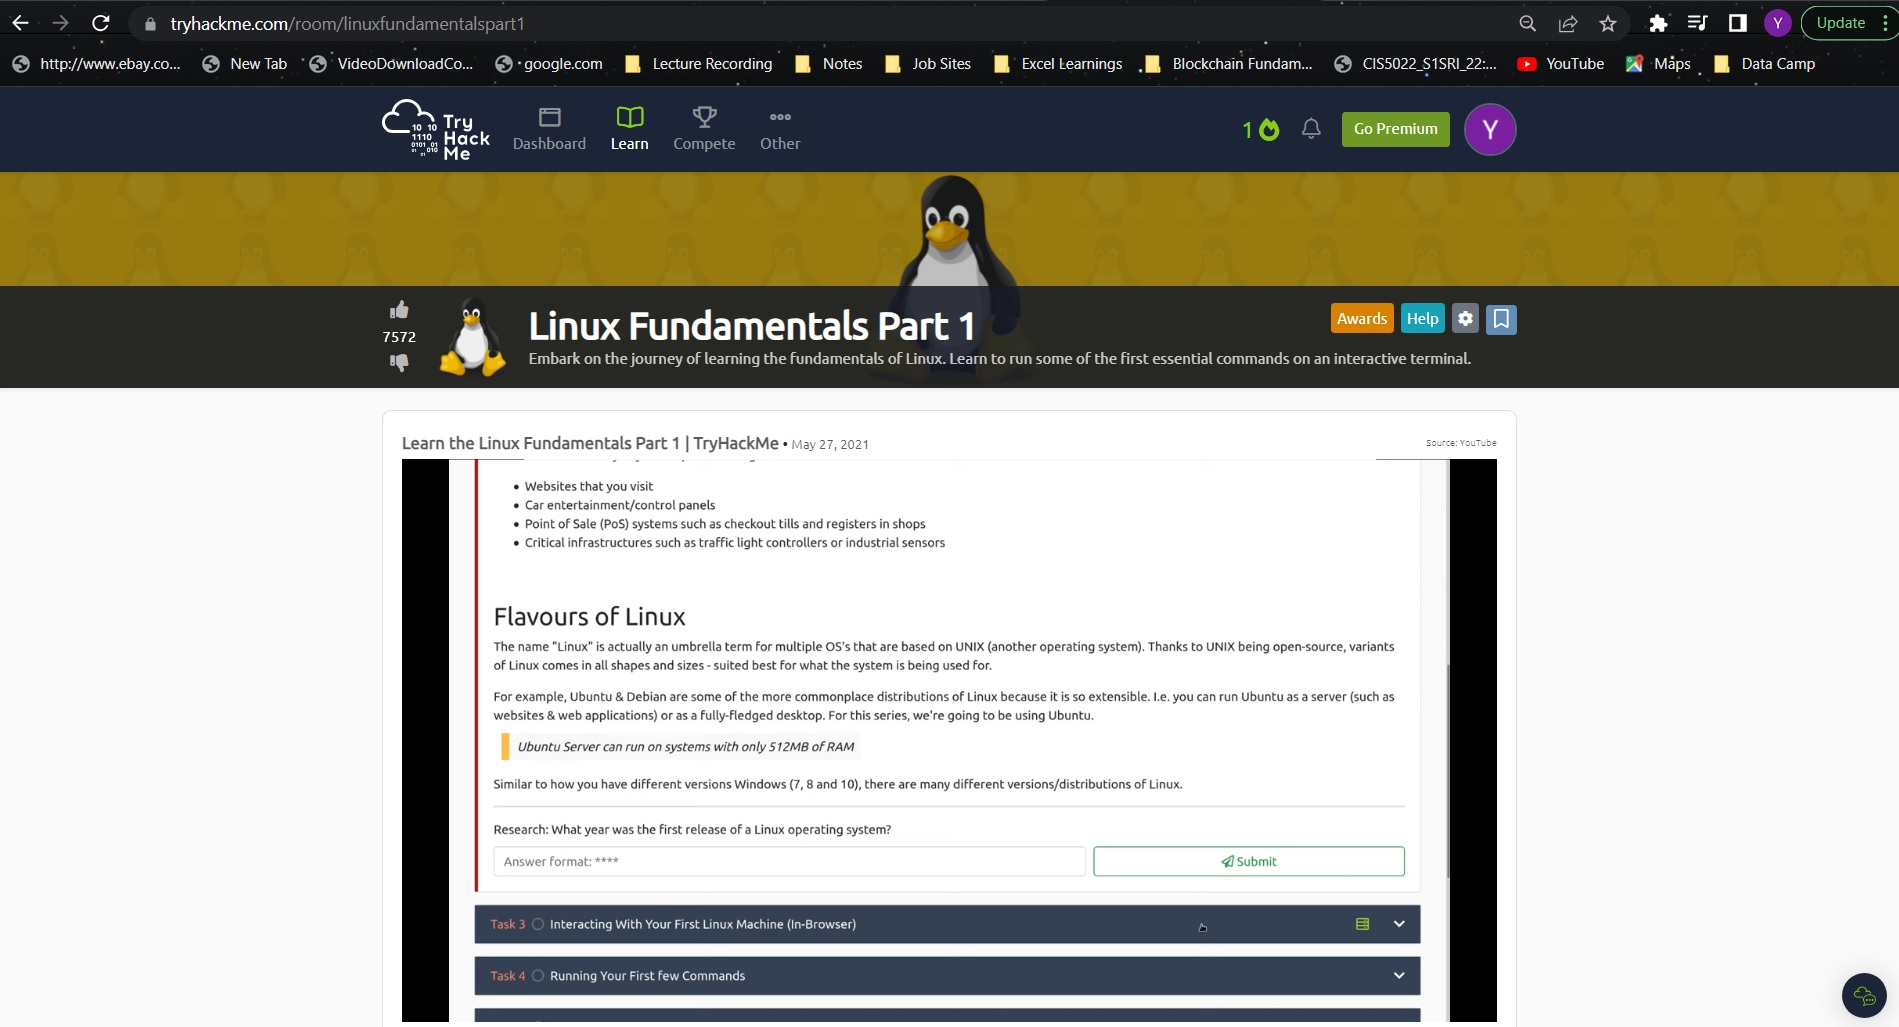 tryhackme.com/room/linuxfundamentalspart1
Y
Update
http://www.ebay.co...
New Tab
VideoDownloadCo...
google.com
Lecture Recording
Notes
Job Sites
Excel Learnings
Blockchain Fundam...
CIS5022_S1SRI_22:...
YouTube
Maps
Data Camp
Try
Hack
Me
Dashboard
Learn
Compete
Other
1
Go Premium
Y
7572
Linux Fundamentals Part 1
Embark on the journey of learning the fundamentals of Linux. Learn to run some of the first essential commands on an interactive terminal.
Awards
Help
Learn the Linux Fundamentals Part 1 | TryHackMe • May 27, 2021
Source: YouTube
• Websites that you visit
• Car entertainment/control panels
• Point of Sale (PoS) systems such as checkout tills and registers in shops
• Critical infrastructures such as traffic light controllers or industrial sensors
Flavours of Linux
The name "Linux" is actually an umbrella term for multiple OS's that are based on UNIX (another operating system). Thanks to UNIX being open-source, variants
of Linux comes in all shapes and sizes - suited best for what the system is being used for.
For example, Ubuntu & Debian are some of the more commonplace distributions of Linux because it is so extensible. I.e. you can run Ubuntu as a server (such as
websites & web applications) or as a fully-fledged desktop. For this series, we're going to be using Ubuntu.
Ubuntu Server can run on systems with only 512MB of RAM
Similar to how you have different versions Windows (7, 8 and 10), there are many different versions/distributions of Linux.
Research: What year was the first release of a Linux operating system?
Answer format: ****
Submit
Task 3 Interacting With Your First Linux Machine (In-Browser)
Task 4 Running Your First few Commands